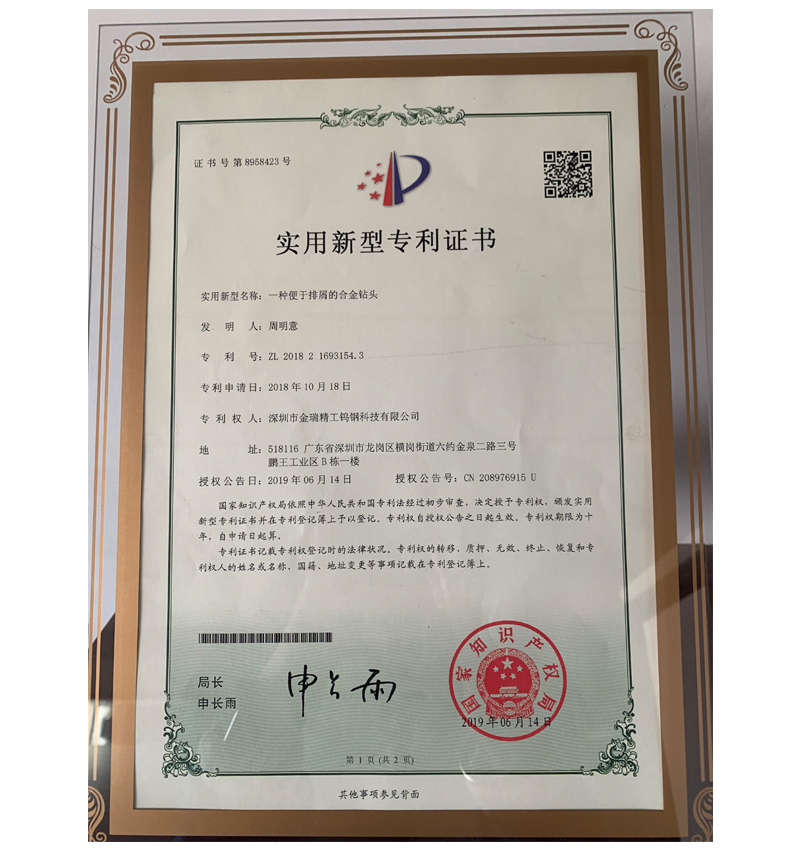 证书号第8958423号
实用新型专利证书
实用新型名称：一种便于排屑的合金钻头
发明人：周明意
专利号：ZL 2018 2 1693154.3
专利申请日：2018年10月18日
专利权人：深圳市金瑞精工钨钢科技有限公司
地址：518116 广东省深圳市龙岗区横岗街道六约金泉二路三号
鹏王工业区B栋一楼
授权公告日：2019年06月14日 授权公告号：CN 208976915 U
国家知识产权局依照中华人民共和国专利法经过初步审查，决定授予专利权，颁发实用
新型专利证书并在专利登记簿上予以登记。专利权自授权公告之日起生效。专利权期限为十
年，自申请日起算。
专利证书记载专利权登记时的法律状况。专利权的转移、质押、无效、终止、恢复和专
利权人的姓名或名称、国籍、地址变更等事项记载在专利登记簿上。
局长
申长雨
申长雨
国家知识产权局
2019年06月14日
第1页(共2页)
其他事项参见背面